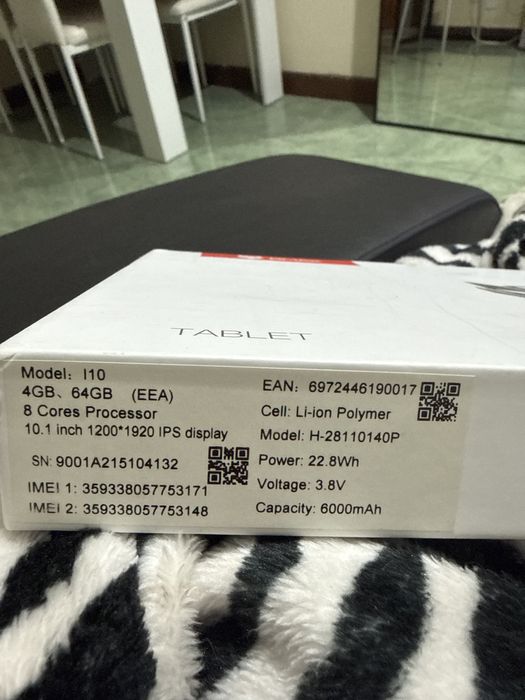 TABLET
Model: I10
4GB、64GB (EEA)
8 Cores Processor
10.1 inch 1200*1920 IPS display
SN: 9001A215104132
IMEI 1: 359338057753171
IMEI 2: 359338057753148
EAN: 6972446190017
Cell: Li-ion Polymer
Model: H-28110140P
Power: 22.8Wh
Voltage: 3.8V
Capacity: 6000mAh